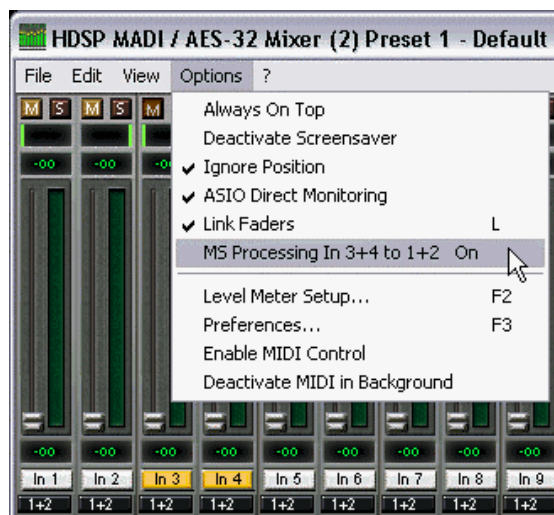 HDSP MADI / AES-32 Mixer (2) Preset 1 - Default
File Edit View Options ?
M S M S M
Always On Top
Deactivate Screensaver
-oo -oo -oo
Ignore Position
ASIO Direct Monitoring
Link Faders L
MS Processing In 3+4 to 1+2 On
Level Meter Setup... F2
Preferences... F3
Enable MIDI Control
Deactivate MIDI in Background
-oo -oo -oo -oo -oo -oo -oo -oo -oo
In 1 In 2 In 3 In 4 In 5 In 6 In 7 In 8 In 9
1+2 1+2 1+2 1+2 1+2 1+2 1+2 1+2 1+2